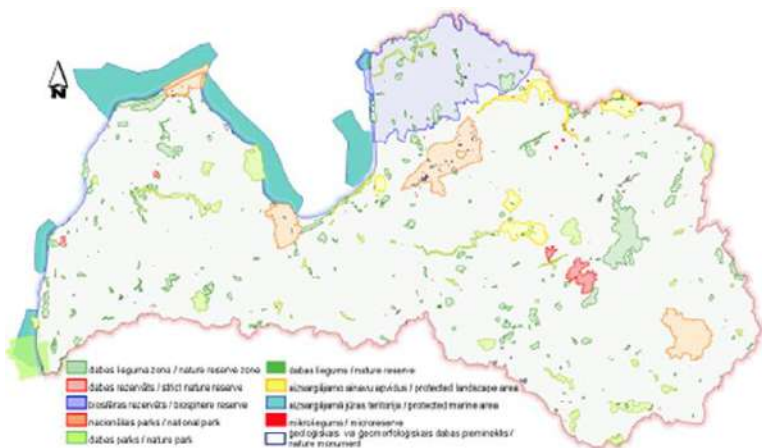 N
dabas lieguma zona / nature reserve zone
dabas rezervāts / strict nature reserve
biosfēras rezervāts / biosphere reserve
nacionālais parks / national park
dabas parks / nature park
dabas liegums / nature reserve
aizsargājamo ainavu apvidus / protected landscape area
aizsargājamā jūras teritorija / protected marine area
mikroliegums / microreserve
ģeoloģiskais vai ģeomorfoloģiskais dabas piemineklis /
nature monument